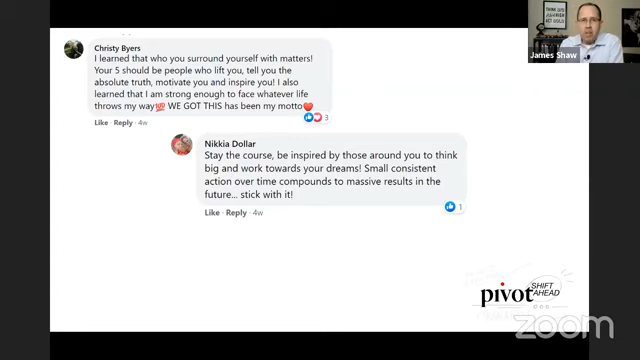 THINK BIG
James Shaw
Christy Byers
I learned that who you surround yourself with matters!
Your 5 should be people who lift you, tell you the
absolute truth, motivate you and inspire you! I also
learned that I am strong enough to face whatever life
throws my way💯 WE GOT THIS has been my motto❤️
3
Like · Reply · 4w
Nikkia Dollar
Stay the course, be inspired by those around you to think
big and work towards your dreams! Small consistent
action over time compounds to massive results in the
future... stick with it!
1
Like · Reply · 4w
pivot
SHIFT
AHEAD
zoom